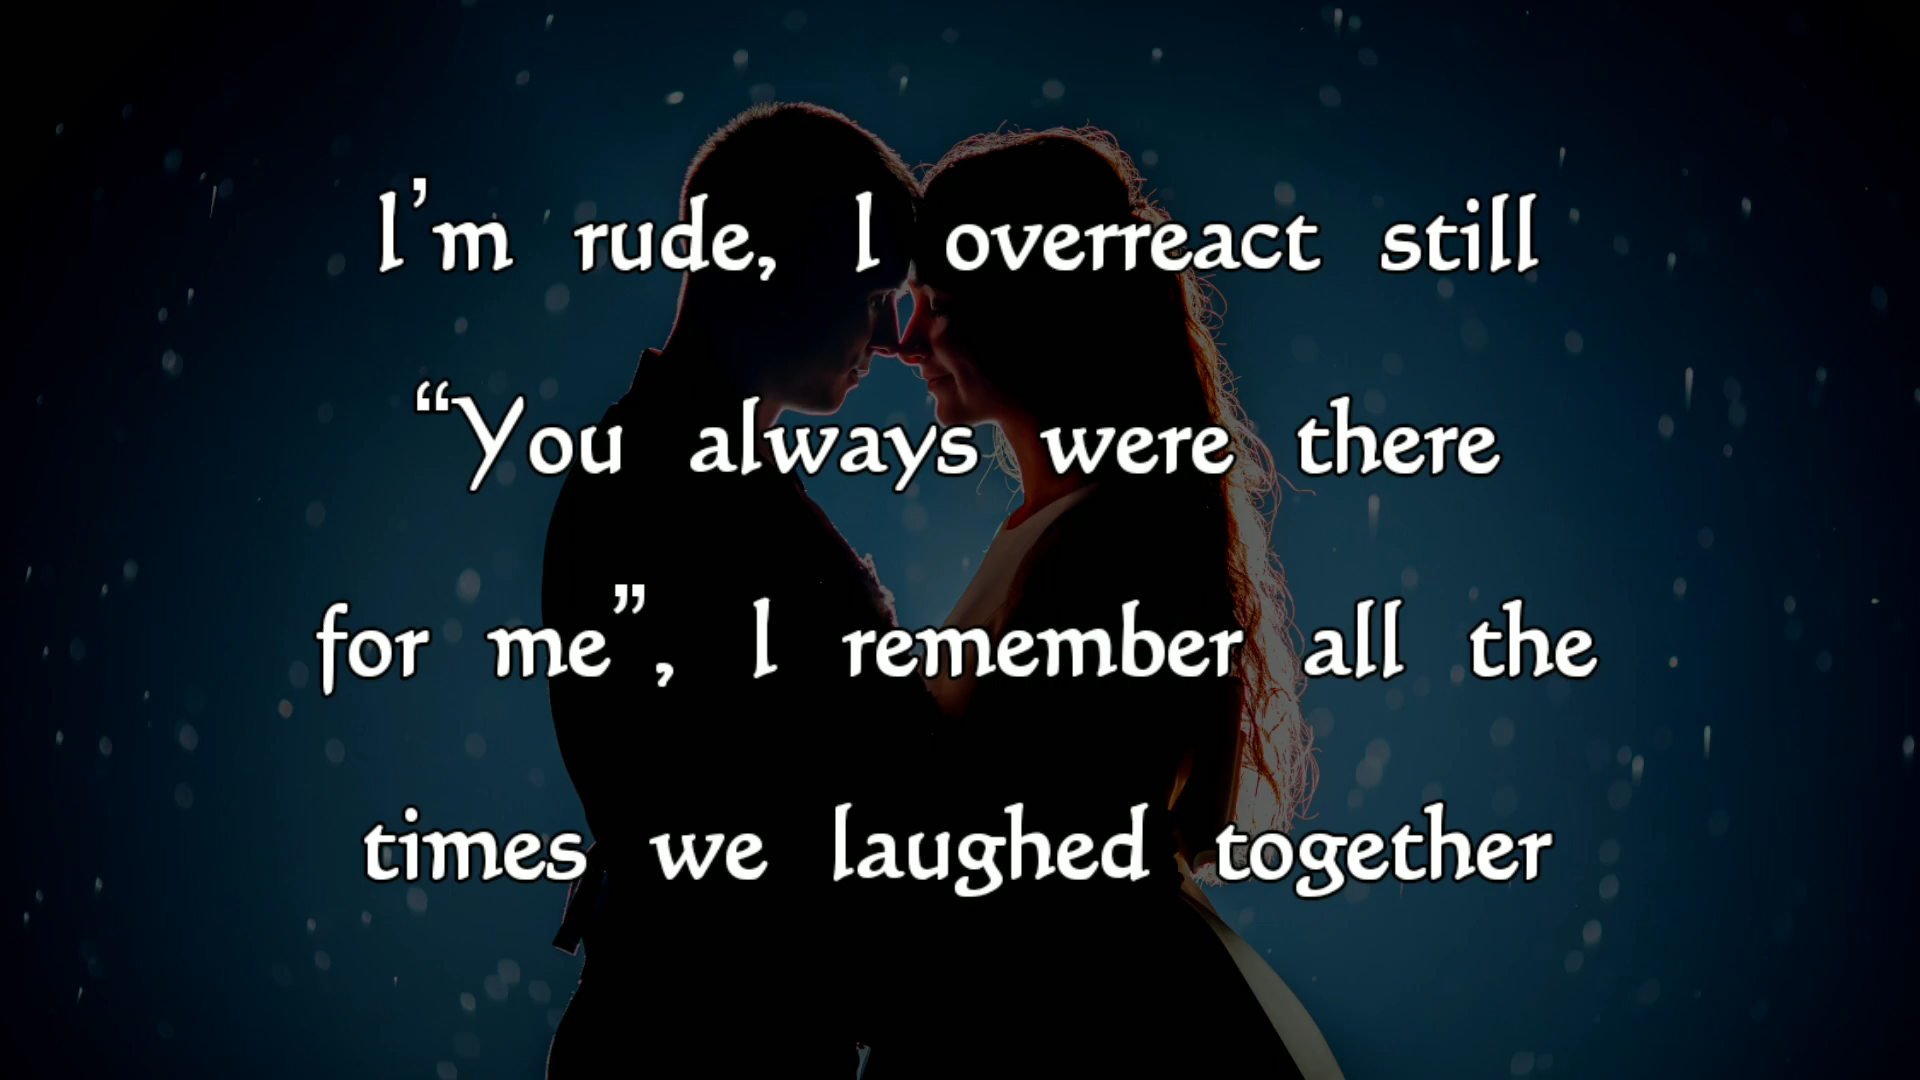 I’m rude, I overreact still
“You always were there
for me”, I remember all the
times we laughed together